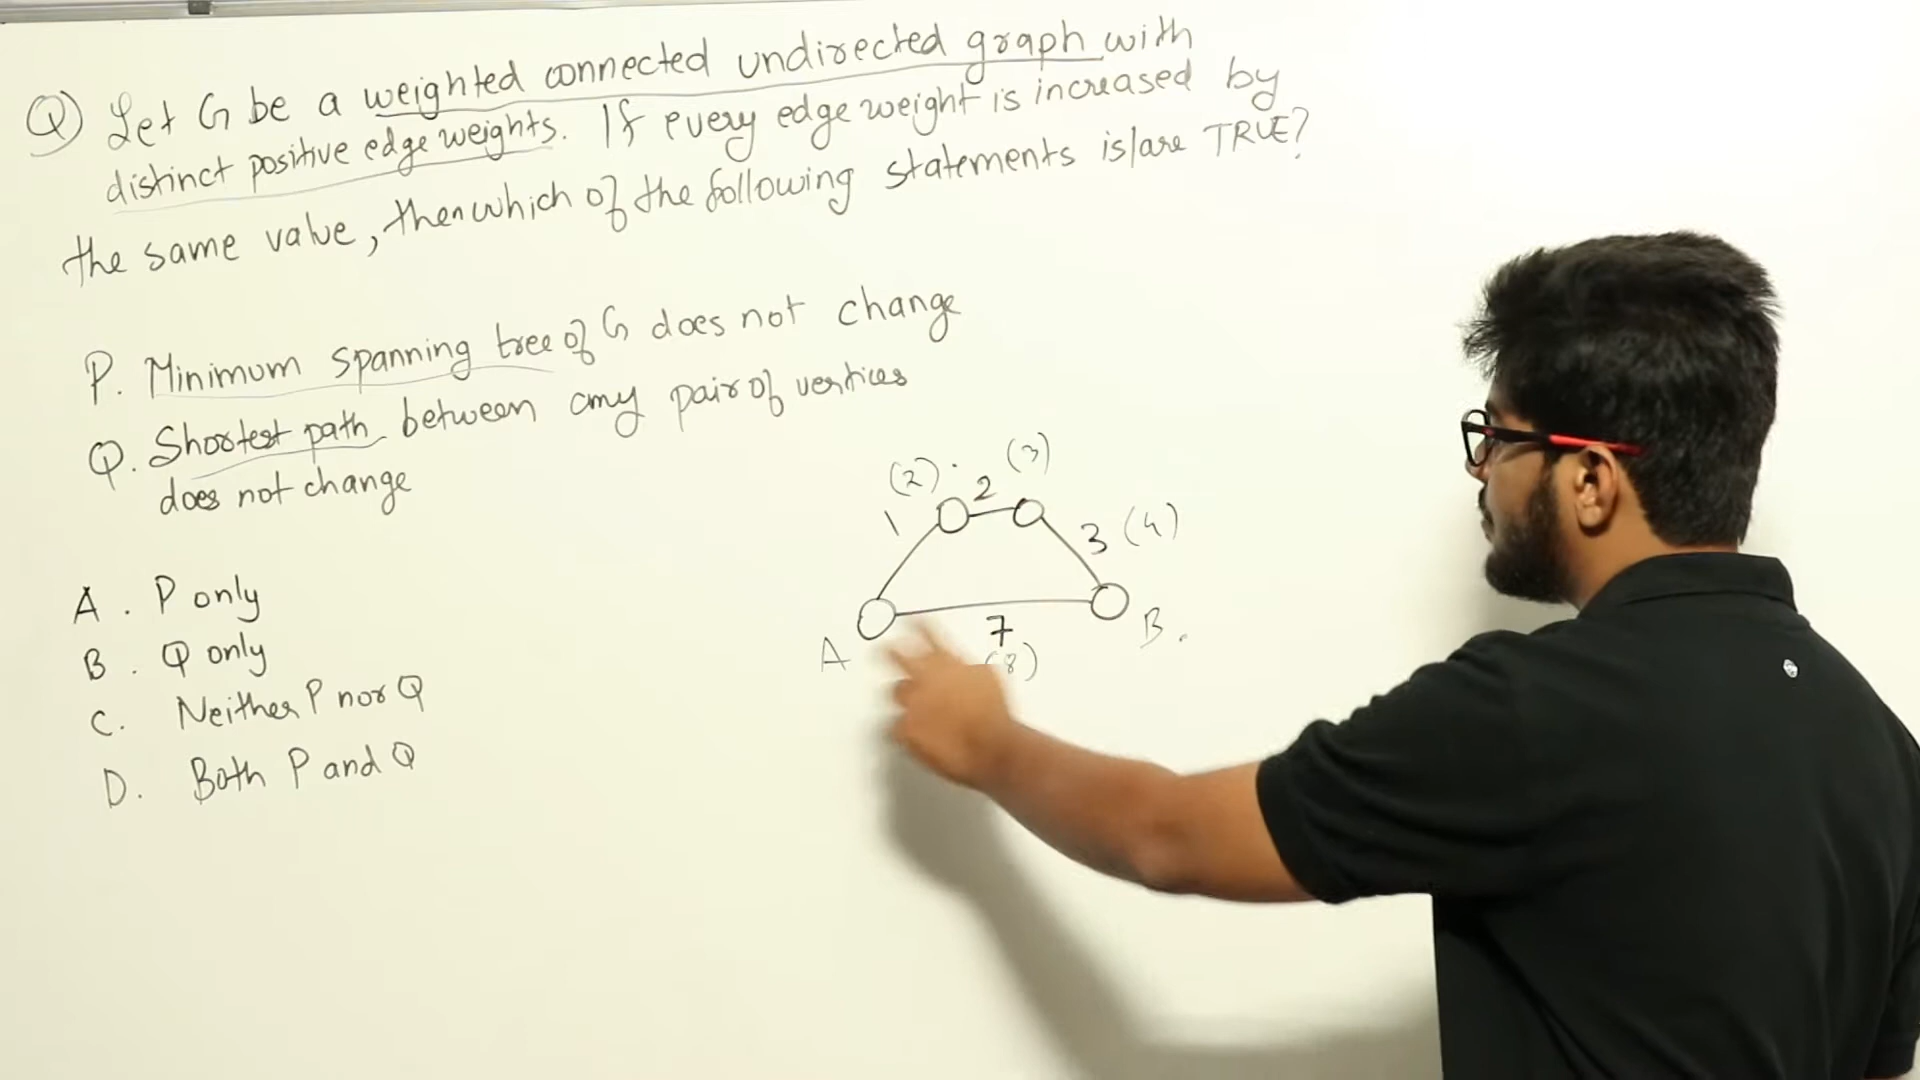 Q) Let G be a weighted connected undirected graph with
distinct positive edge weights. If every edge weight is increased by
the same value, then which of the following statements is/are TRUE?
P. Minimum spanning tree of G does not change
Q. Shortest path between any pair of vertices
does not change
A. P only
B. Q only
C. Neither P nor Q
D. Both P and Q
(2) 2 (3)
1 3 (4)
A 7 B.
(8)